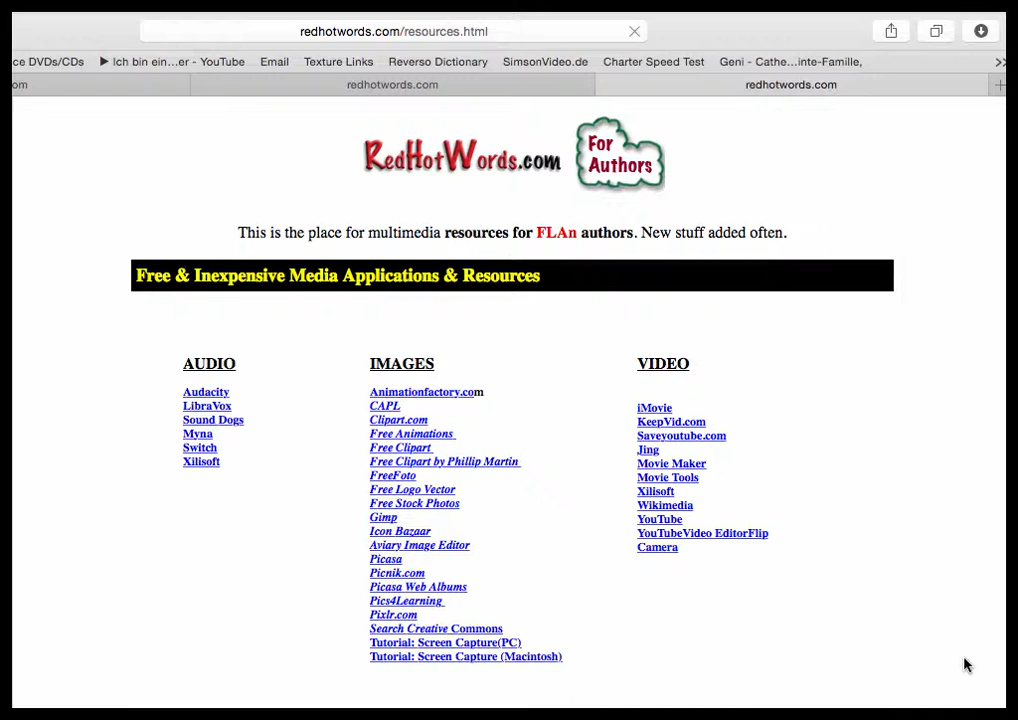 redhotwords.com/resources.html
ce DVDs/CDs ▶ Ich bin ein...er - YouTube Email Texture Links Reverso Dictionary SimsonVideo.de Charter Speed Test Geni - Cathe...inte-Famille, >>
om redhotwords.com redhotwords.com +
RedHotWords.com
For
Authors
This is the place for multimedia resources for FLAn authors. New stuff added often.
Free & Inexpensive Media Applications & Resources
AUDIO
Audacity
LibraVox
Sound Dogs
Myna
Switch
Xilisoft
IMAGES
Animationfactory.com
CAPL
Clipart.com
Free Animations
Free Clipart
Free Clipart by Phillip Martin
FreeFoto
Free Logo Vector
Free Stock Photos
Gimp
Icon Bazaar
Aviary Image Editor
Picasa
Picnik.com
Picasa Web Albums
Pics4Learning
Pixlr.com
Search Creative Commons
Tutorial: Screen Capture(PC)
Tutorial: Screen Capture (Macintosh)
VIDEO
iMovie
KeepVid.com
Saveyoutube.com
Jing
Movie Maker
Movie Tools
Xilisoft
Wikimedia
YouTube
YouTubeVideo EditorFlip
Camera